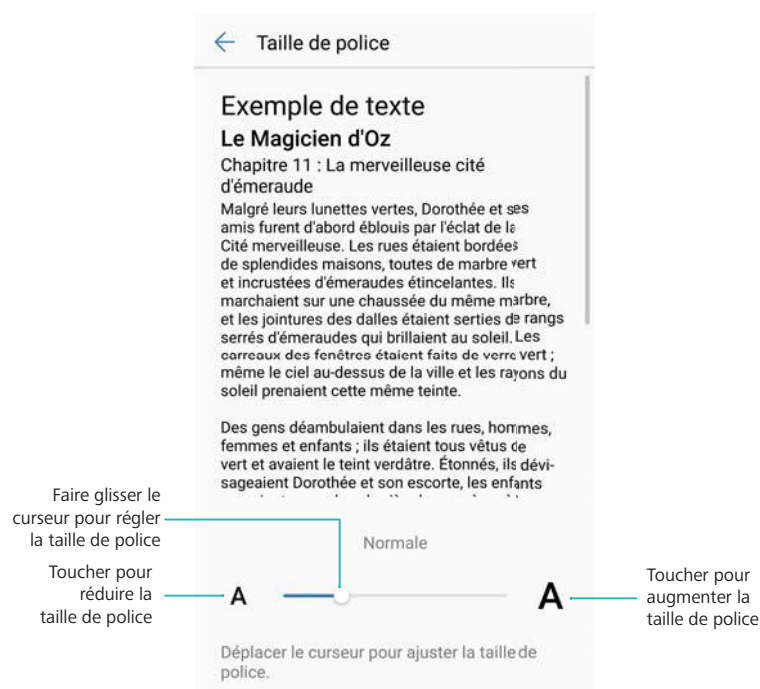 Taille de police
Exemple de texte
Le Magicien d'Oz
Chapitre 11 : La merveilleuse cité
d'émeraude
Malgré leurs lunettes vertes, Dorothée et ses
amis furent d'abord éblouis par l'éclat de la
Cité merveilleuse. Les rues étaient bordées
de splendides maisons, toutes de marbre vert
et incrustées d'émeraudes étincelantes. Ils
marchaient sur une chaussée du même marbre,
et les jointures des dalles étaient serties de rangs
serrés d'émeraudes qui brillaient au soleil. Les
carreaux des fenêtres étaient faits de verre vert ;
même le ciel au-dessus de la ville et les rayons du
soleil prenaient cette même teinte.
Des gens déambulaient dans les rues, hommes,
femmes et enfants ; ils étaient tous vêtus de
vert et avaient le teint verdâtre. Étonnés, ils dévi-
sageaient Dorothée et son escorte, les enfants
Faire glisser le
curseur pour régler
la taille de police
Normale
Toucher pour
réduire la
taille de police
A
A
Toucher pour
augmenter la
taille de police
Déplacer le curseur pour ajuster la taille de
police.